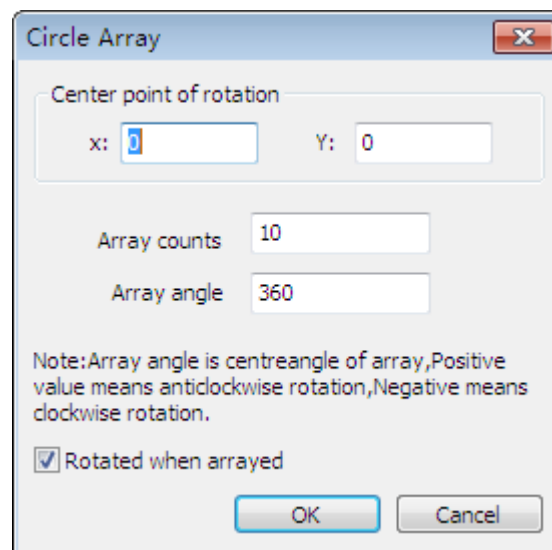 Circle Array
Center point of rotation
x: 0 Y: 0
Array counts 10
Array angle 360
Note:Array angle is centreangle of array,Positive
value means anticlockwise rotation,Negative means
clockwise rotation.
Rotated when arrayed
OK Cancel